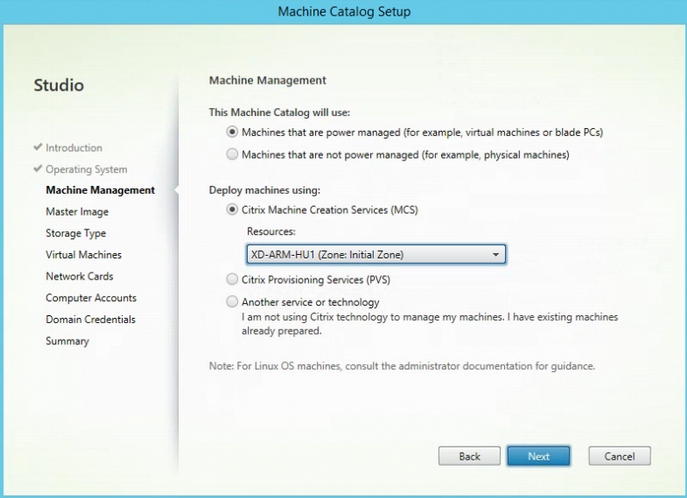 Machine Catalog Setup
Studio
Introduction
Operating System
Machine Management
Master Image
Storage Type
Virtual Machines
Network Cards
Computer Accounts
Domain Credentials
Summary
Machine Management
This Machine Catalog will use:
Machines that are power managed (for example, virtual machines or blade PCs)
Machines that are not power managed (for example, physical machines)
Deploy machines using:
Citrix Machine Creation Services (MCS)
Resources:
XD-ARM-HU1 (Zone: Initial Zone)
Citrix Provisioning Services (PVS)
Another service or technology
I am not using Citrix technology to manage my machines. I have existing machines
already prepared.
Note: For Linux OS machines, consult the administrator documentation for guidance.
Back
Next
Cancel